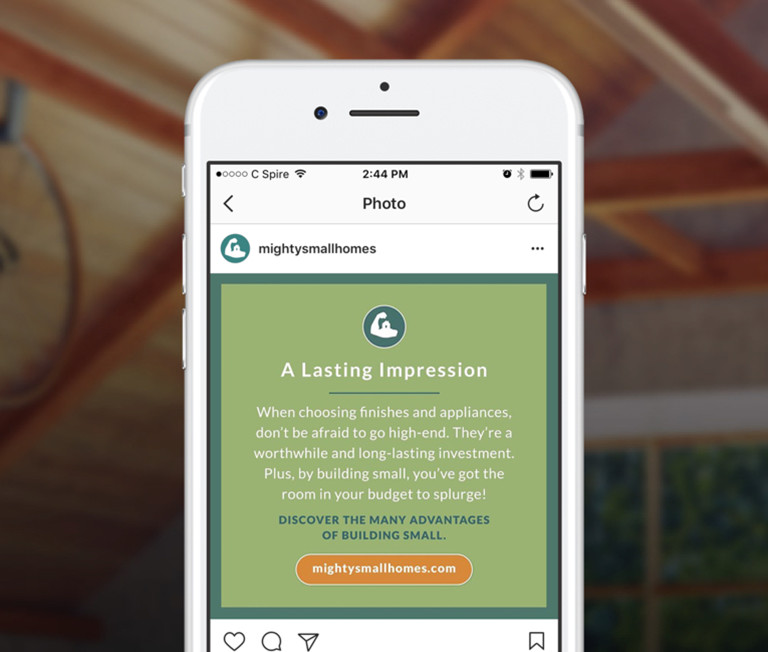 C Spire 2:44 PM
Photo
mightysmallhomes
A Lasting Impression
When choosing finishes and appliances,
don't be afraid to go high-end. They're a
worthwhile and long-lasting investment.
Plus, by building small, you've got the
room in your budget to splurge!
DISCOVER THE MANY ADVANTAGES
OF BUILDING SMALL.
mightysmallhomes.com